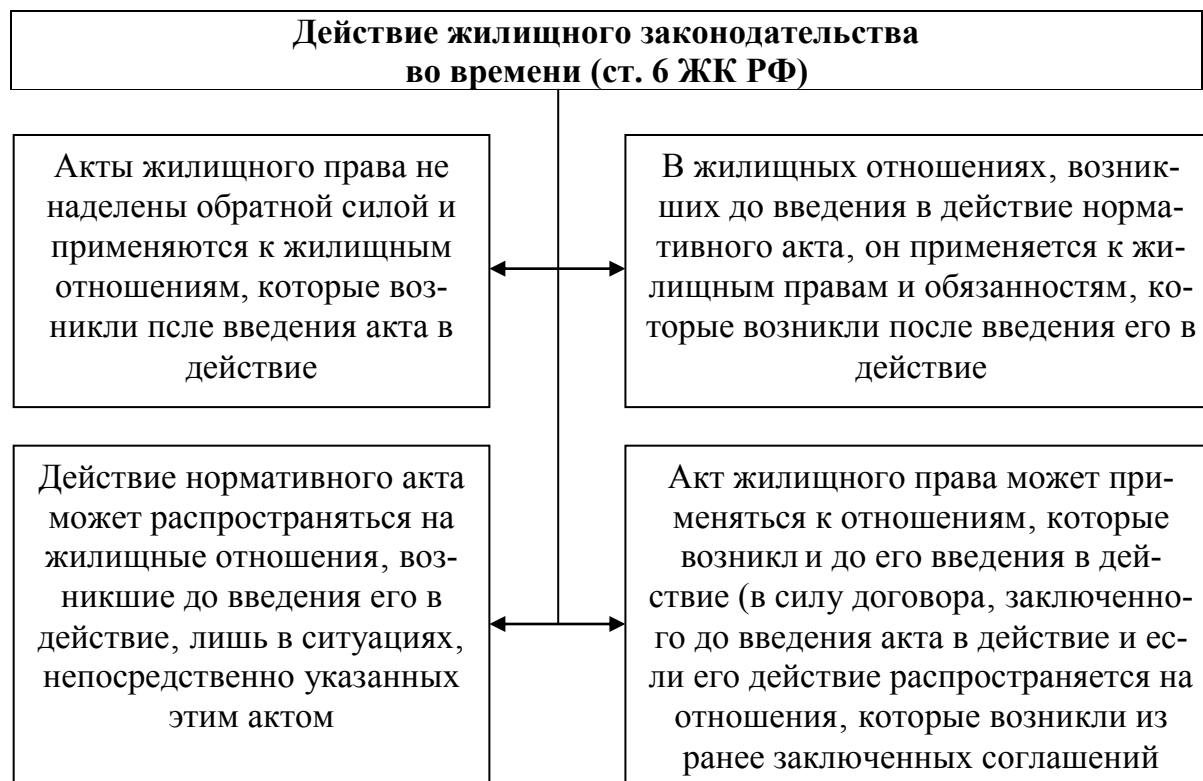 Действие жилищного законодательства
во времени (ст. 6 ЖК РФ)
Акты жилищного права не
наделены обратной силой и
применяются к жилищным
отношениям, которые воз-
никли псле введения акта в
действие
В жилищных отношениях, возник-
ших до введения в действие норма-
тивного акта, он применяется к жи-
лищным правам и обязанностям, ко-
торые возникли после введения его в
действие
Действие нормативного акта
может распространяться на
жилищные отношения, воз-
никшие до введения его в
действие, лишь в ситуациях,
непосредственно указанных
этим актом
Акт жилищного права может при-
меняться к отношениям, которые
возникл и до его введения в дей-
ствие (в силу договора, заключенно-
го до введения акта в действие и ес-
ли его действие распространяется на
отношения, которые возникли из
ранее заключенных соглашений